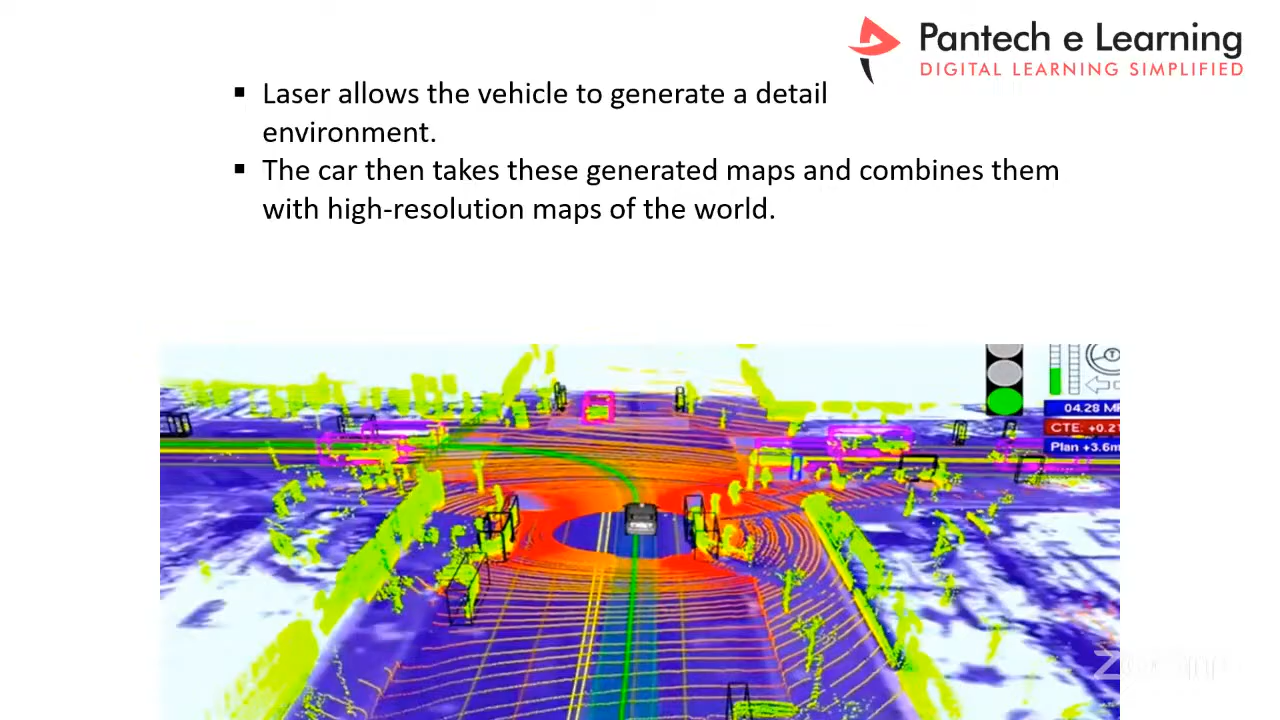 Pantech e Learning
DIGITAL LEARNING SIMPLIFIED
▪ Laser allows the vehicle to generate a detail
environment.
▪ The car then takes these generated maps and combines them
with high-resolution maps of the world.
04.28
CTE: +0.2
Plan +3.6m